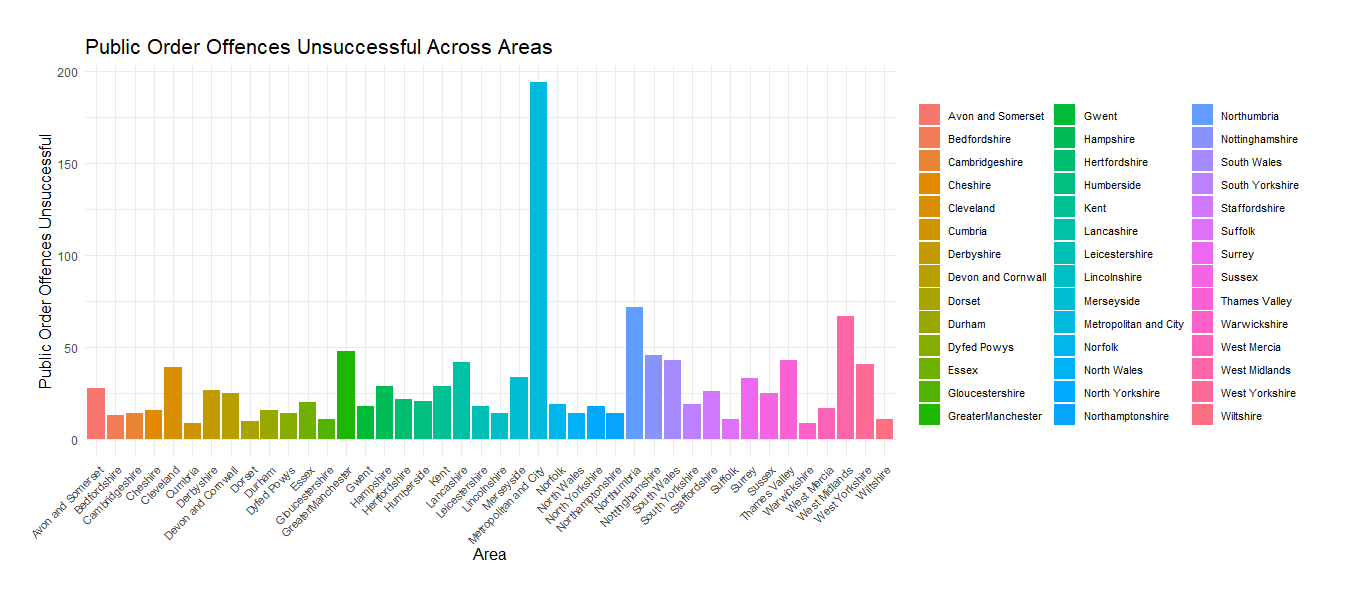 Public Order Offences Unsuccessful Across Areas
Public Order Offences Unsuccessful
200
150
100
50
0
Avon and Somerset
Bedfordshire
Cambridgeshire
Cheshire
Cleveland
Cumbria
Derbyshire
Devon and Cornwall
Dorset
Durham
Dyfed Powys
Essex
Gloucestershire
GreaterManchester
Gwent
Hampshire
Hertfordshire
Humberside
Kent
Lancashire
Leicestershire
Lincolnshire
Merseyside
Metropolitan and City
Norfolk
North Wales
North Yorkshire
Northamptonshire
Northumbria
Nottinghamshire
South Wales
South Yorkshire
Staffordshire
Suffolk
Surrey
Sussex
Thames Valley
Warwickshire
West Mercia
West Midlands
West Yorkshire
Wiltshire
Area
Avon and Somerset
Bedfordshire
Cambridgeshire
Cheshire
Cleveland
Cumbria
Derbyshire
Devon and Cornwall
Dorset
Durham
Dyfed Powys
Essex
Gloucestershire
GreaterManchester
Gwent
Hampshire
Hertfordshire
Humberside
Kent
Lancashire
Leicestershire
Lincolnshire
Merseyside
Metropolitan and City
Norfolk
North Wales
North Yorkshire
Northamptonshire
Northumbria
Nottinghamshire
South Wales
South Yorkshire
Staffordshire
Suffolk
Surrey
Sussex
Thames Valley
Warwickshire
West Mercia
West Midlands
West Yorkshire
Wiltshire